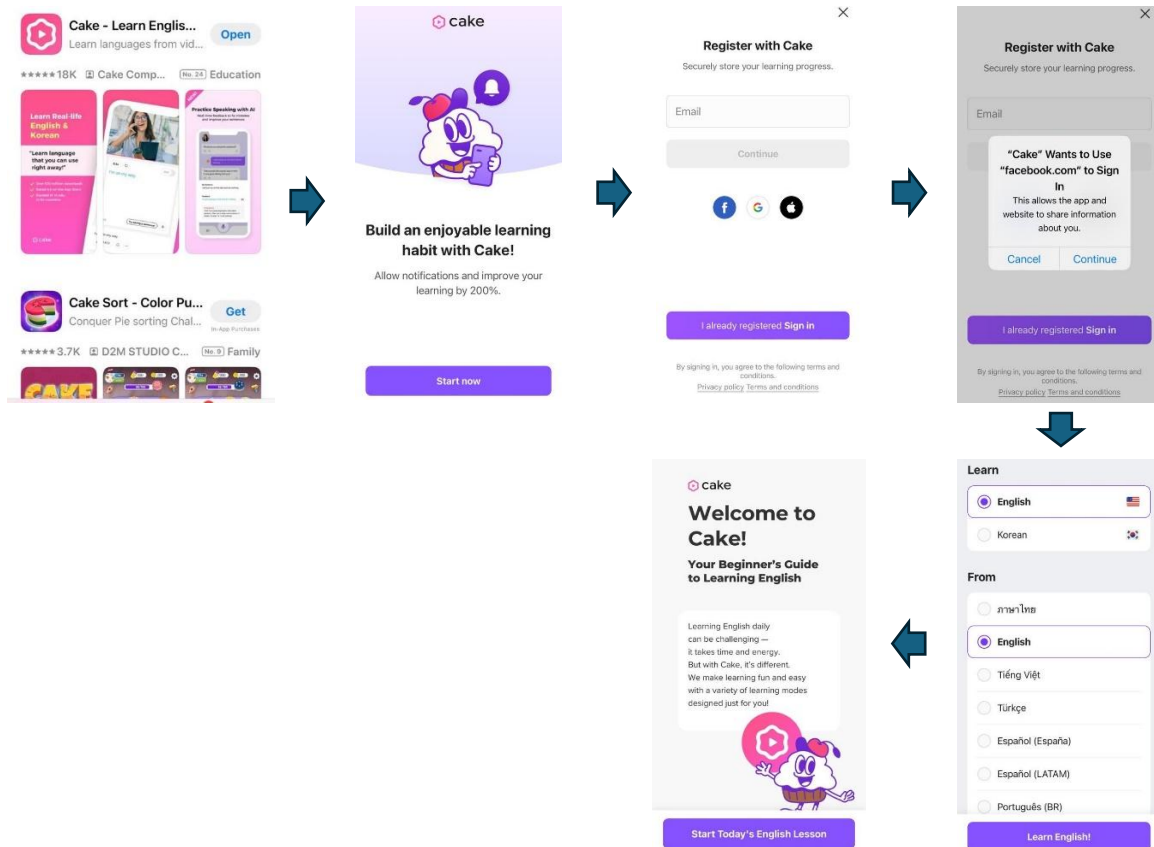 Cake - Learn Englis...
Learn languages from vid...
Open
★★★★★ 18K
Cake Comp...
No. 24
Education
Learn Real-life
English &
Korean
"Learn language
that you can use
right away!"
cake
Practice Speaking with AI
Cake Sort - Color Pu...
Conquer Pie sorting Chal...
Get
In-App Purchases
★★★★★ 3.7K
D2M STUDIO C...
No. 9
Family
CAKE
cake
Build an enjoyable learning
habit with Cake!
Allow notifications and improve your
learning by 200%.
Start now
Register with Cake
Securely store your learning progress.
Email
Continue
I already registered Sign in
By signing in, you agree to the following terms and
conditions.
Privacy policy Terms and conditions
Register with Cake
Securely store your learning progress.
Email
"Cake" Wants to Use
"facebook.com" to Sign
In
This allows the app and
website to share information
about you.
Cancel
Continue
I already registered Sign in
By signing in, you agree to the following terms and
conditions.
Privacy policy Terms and conditions
Learn
English
Korean
From
ภาษาไทย
English
Tiếng Việt
Türkçe
Español (España)
Español (LATAM)
Português (BR)
Learn English!
cake
Welcome to
Cake!
Your Beginner's Guide
to Learning English
Learning English daily
can be challenging —
it takes time and energy.
But with Cake, it's different.
We make learning fun and easy
with a variety of learning modes
designed just for you!
Start Today's English Lesson